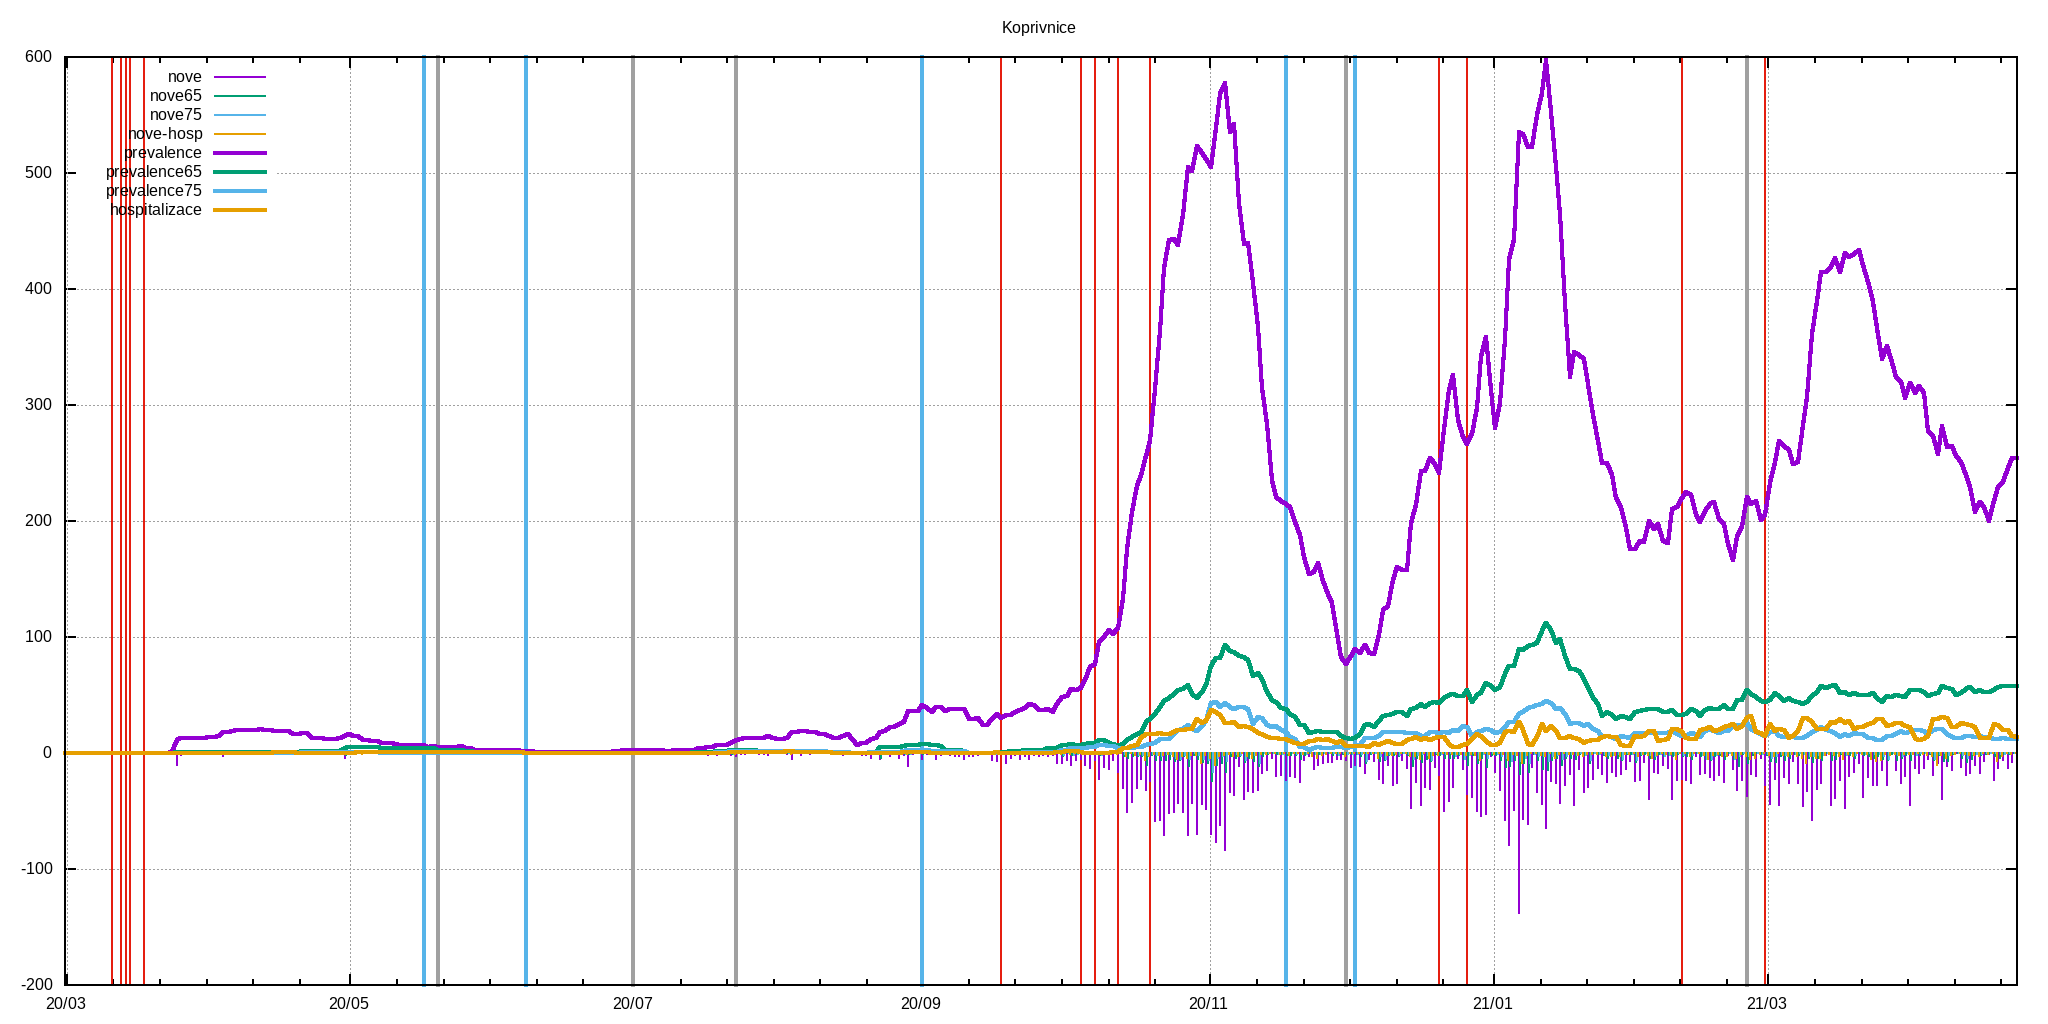 Koprivnice
600
500
400
300
200
100
0
-100
-200
nove
nove65
nove75
nove-hosp
prevalence
prevalence65
prevalence75
hospitalizace
20/03 20/05 20/07 20/09 20/11 21/01 21/03